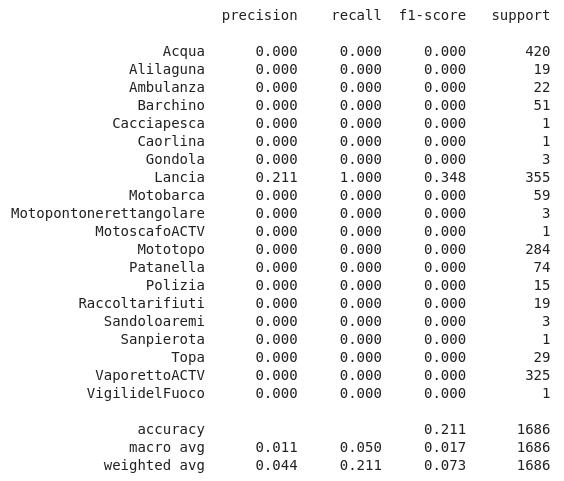 precision recall f1-score support
Acqua 0.000 0.000 0.000 420
Alilaguna 0.000 0.000 0.000 19
Ambulanza 0.000 0.000 0.000 22
Barchino 0.000 0.000 0.000 51
Cacciapesca 0.000 0.000 0.000 1
Caorlina 0.000 0.000 0.000 1
Gondola 0.000 0.000 0.000 3
Lancia 0.211 1.000 0.348 355
Motobarca 0.000 0.000 0.000 59
Motopontonerettangolare 0.000 0.000 0.000 3
MotoscafoACTV 0.000 0.000 0.000 1
Mototopo 0.000 0.000 0.000 284
Patanella 0.000 0.000 0.000 74
Polizia 0.000 0.000 0.000 15
Raccoltarifiuti 0.000 0.000 0.000 19
Sandoloaremi 0.000 0.000 0.000 3
Sanpierota 0.000 0.000 0.000 1
Topa 0.000 0.000 0.000 29
VaporettoACTV 0.000 0.000 0.000 325
VigilidelFuoco 0.000 0.000 0.000 1
accuracy 0.211 1686
macro avg 0.011 0.050 0.017 1686
weighted avg 0.044 0.211 0.073 1686